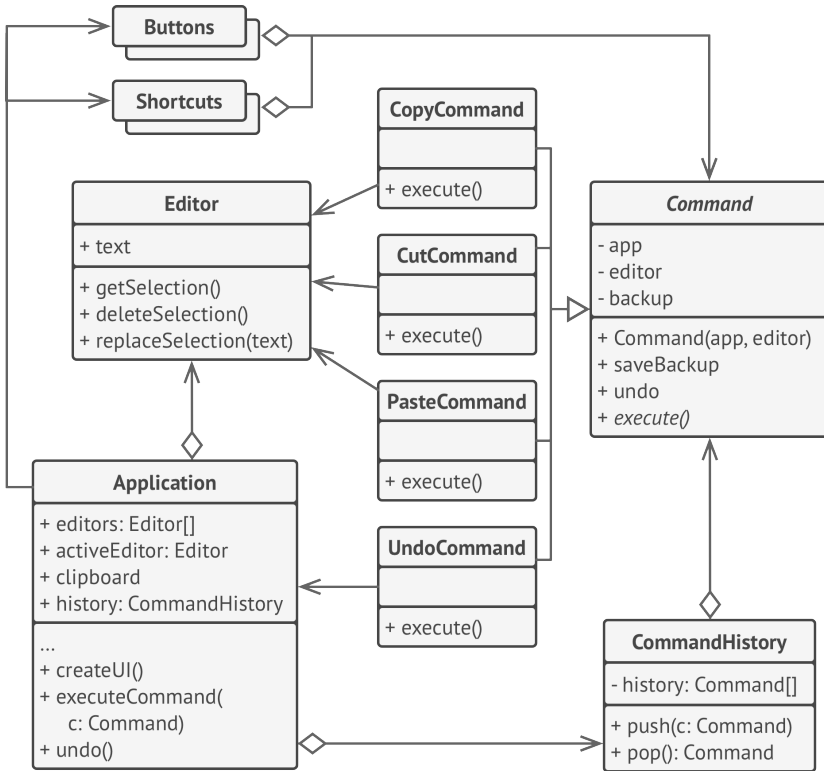 Buttons
Shortcuts
CopyCommand
+ execute()
Editor
+ text
+ getSelection()
+ deleteSelection()
+ replaceSelection(text)
CutCommand
+ execute()
Command
- app
- editor
- backup
+ Command(app, editor)
+ saveBackup
+ undo
+ execute()
PasteCommand
+ execute()
Application
+ editors: Editor[]
+ activeEditor: Editor
+ clipboard
+ history: CommandHistory
...
+ createUI()
+ executeCommand(
c: Command)
+ undo()
UndoCommand
+ execute()
CommandHistory
- history: Command[]
+ push(c: Command)
+ pop(): Command